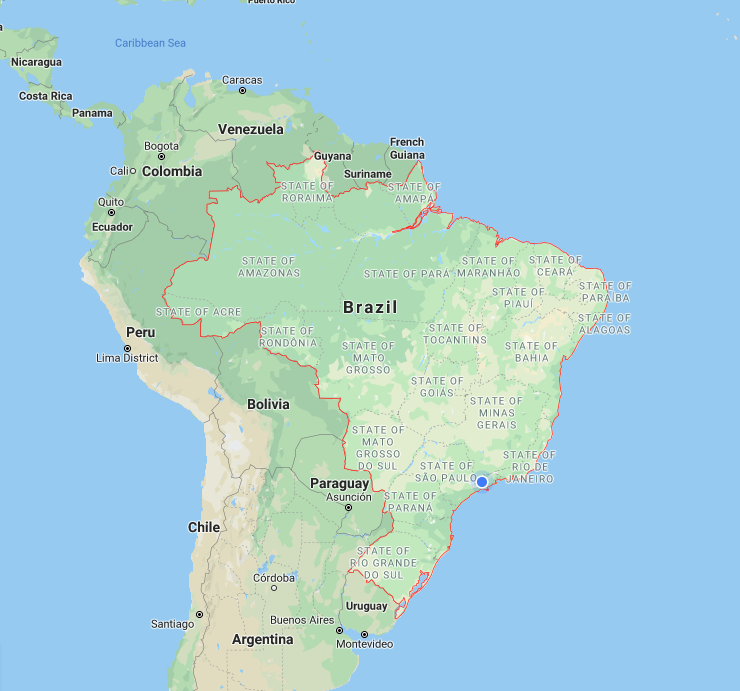 Puerto Rico
Caribbean Sea
Nicaragua
Caracas
Costa Rica
Panama
Venezuela
Bogota
Guyana
French
Guiana
Cali
Colombia
Suriname
STATE OF
RORAIMA
STATE OF
AMAPÁ
Quito
Ecuador
STATE OF
AMAZONAS
STATE OF PARÁ
STATE OF
MARANHÃO
STATE OF
CEARÁ
STATE OF
PIAUÍ
STATE OF
PARAÍBA
Brazil
STATE OF ACRE
STATE OF
ALAGOAS
Peru
STATE OF
RONDÔNIA
STATE OF
TOCANTINS
Lima District
STATE OF
MATO
GROSSO
STATE OF
BAHIA
STATE OF
GOIÁS
Bolivia
STATE OF
MINAS
GERAIS
STATE OF
MATO
GROSSO
DO SUL
STATE OF
SÃO PAULO
STATE OF
RIO DE
JANEIRO
Paraguay
Asunción
STATE OF
PARANÁ
Chile
STATE OF
RIO GRANDE
DO SUL
Córdoba
Uruguay
Santiago
Buenos Aires
Argentina
Montevideo